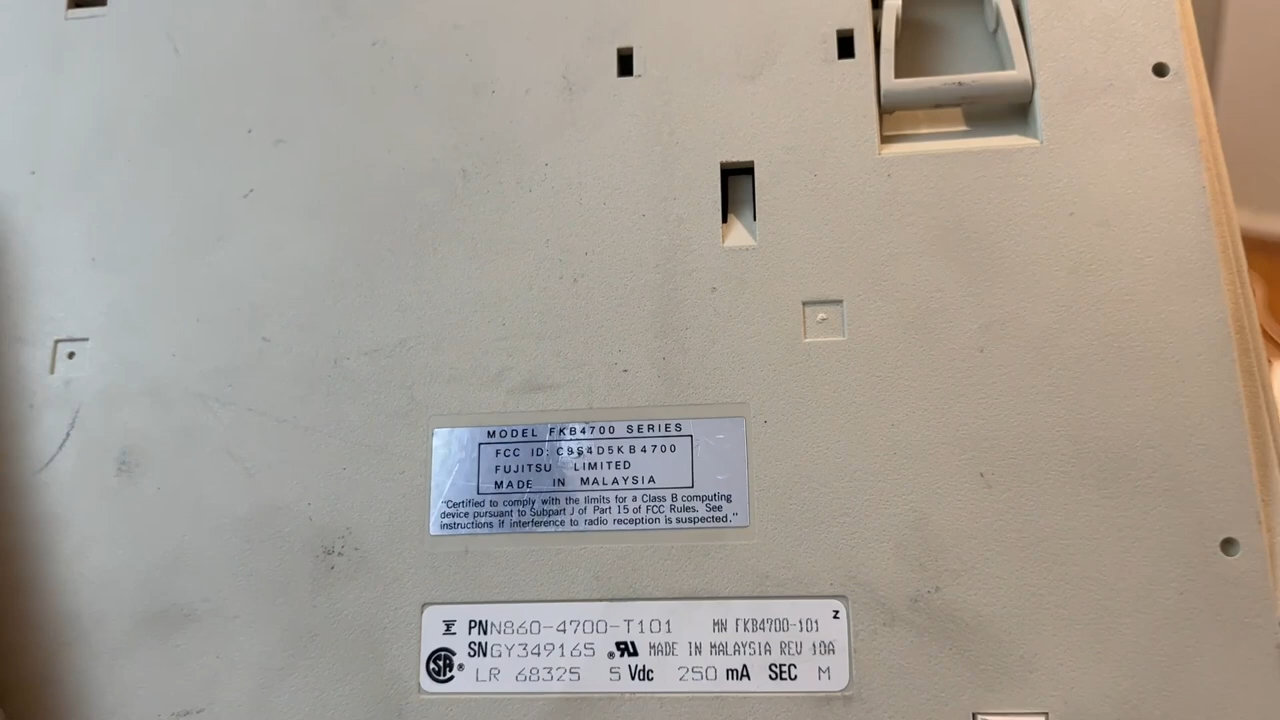 MODEL FKB4700 SERIES
FCC ID: C9S4D5KB4700
FUJITSU LIMITED
MADE IN MALAYSIA
"Certified to comply with the limits for a Class B computing
device pursuant to Subpart J of Part 15 of FCC Rules. See
instructions if interference to radio reception is suspected."
Z
PN N860-4700-T101 MN FKB4700-101
SN GY349165 ® MADE IN MALAYSIA REV 10A
SA ® LR 68325 5 Vdc 250 mA SEC M